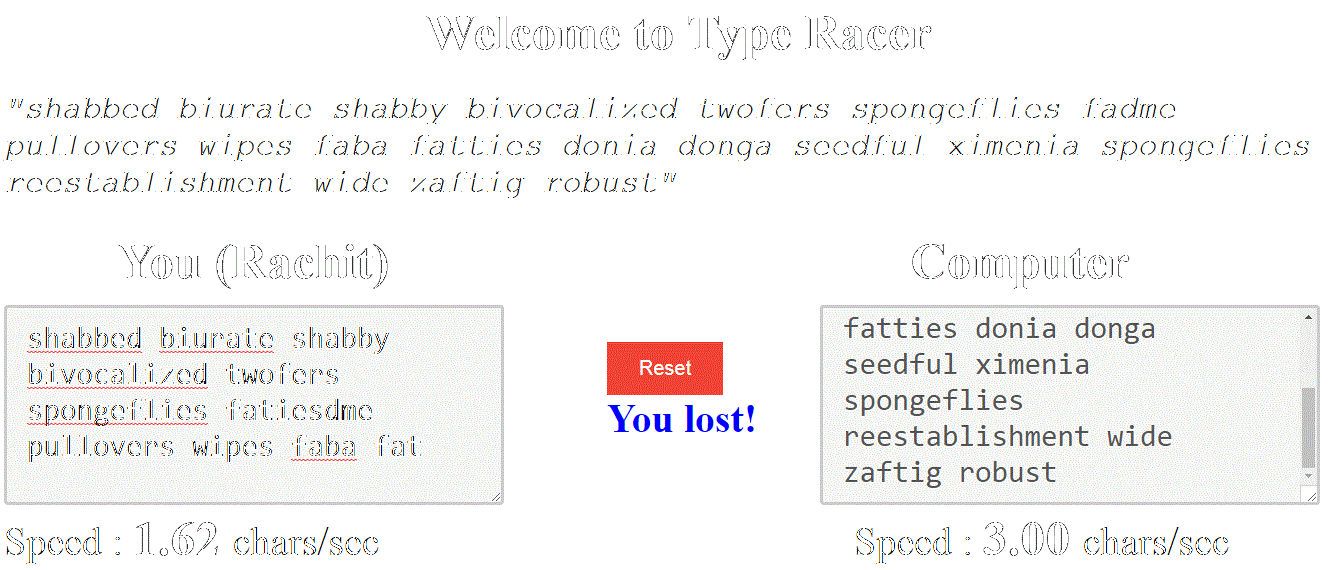 Welcome to Type Racer
"shabbed biurate shabby bivocalized twofers spongeflies fadme
pullovers wipes faba fatties donia donga seedful ximenia spongeflies
reestablishment wide zaftig robust"
You (Rachit)
shabbed biurate shabby
bivocalized twofers
spongeflies fattiesdme
pullovers wipes faba fat
Speed : 1.62 chars/sec
Reset
You lost!
Computer
fatties donia donga
seedful ximenia
spongeflies
reestablishment wide
zaftig robust
Speed : 3.00 chars/sec